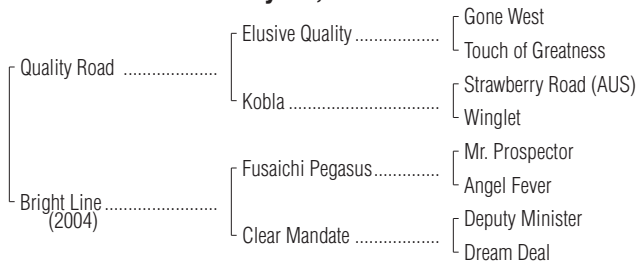 Gone West
Elusive Quality ....................
Touch of Greatness
Quality Road ......................
Strawberry Road (AUS)
Kobla ....................................
Winglet
Mr. Prospector
Fusaichi Pegasus...............
Angel Fever
Bright Line ..........................
(2004)
Deputy Minister
Clear Mandate ....................
Dream Deal